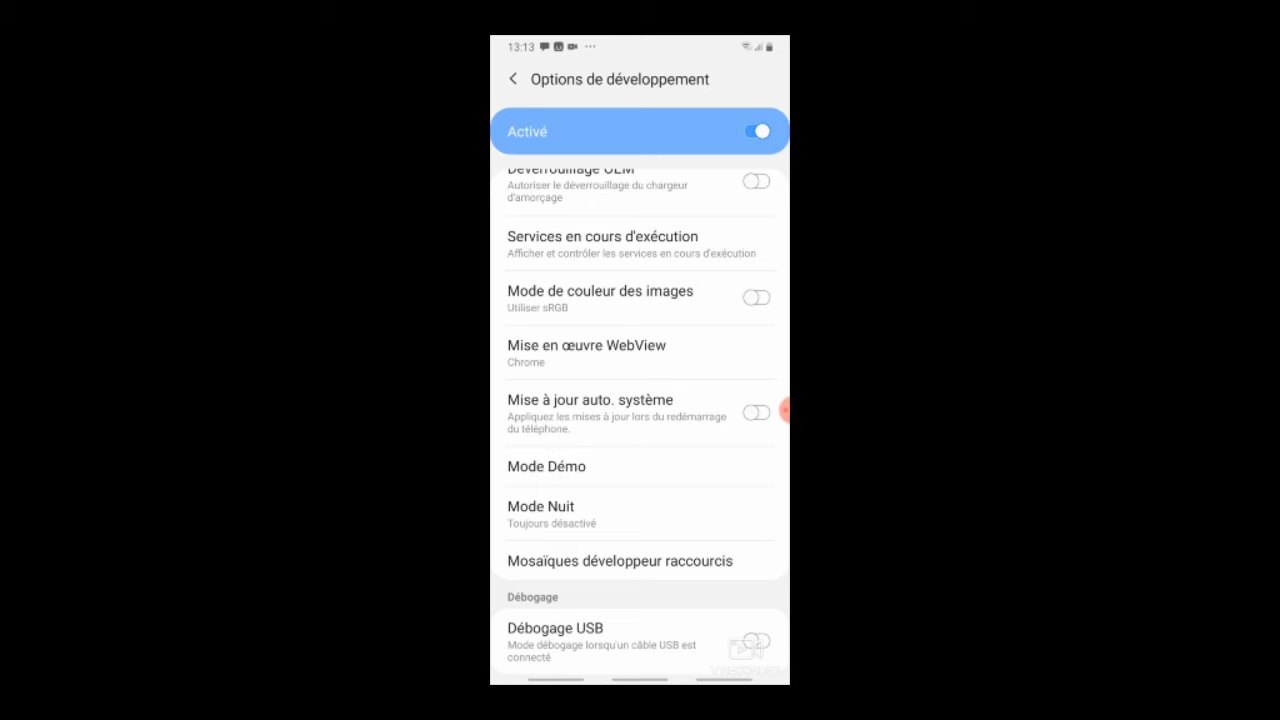 13:13
Options de développement
Activé
Déverrouillage OEM
Autoriser le déverrouillage du chargeur
d'amorçage
Services en cours d'exécution
Afficher et contrôler les services en cours d'exécution
Mode de couleur des images
Utiliser sRGB
Mise en œuvre WebView
Chrome
Mise à jour auto. système
Appliquez les mises à jour lors du redémarrage
du téléphone.
Mode Démo
Mode Nuit
Toujours désactivé
Mosaïques développeur raccourcis
Débogage
Débogage USB
Mode débogage lorsqu'un câble USB est
connecté